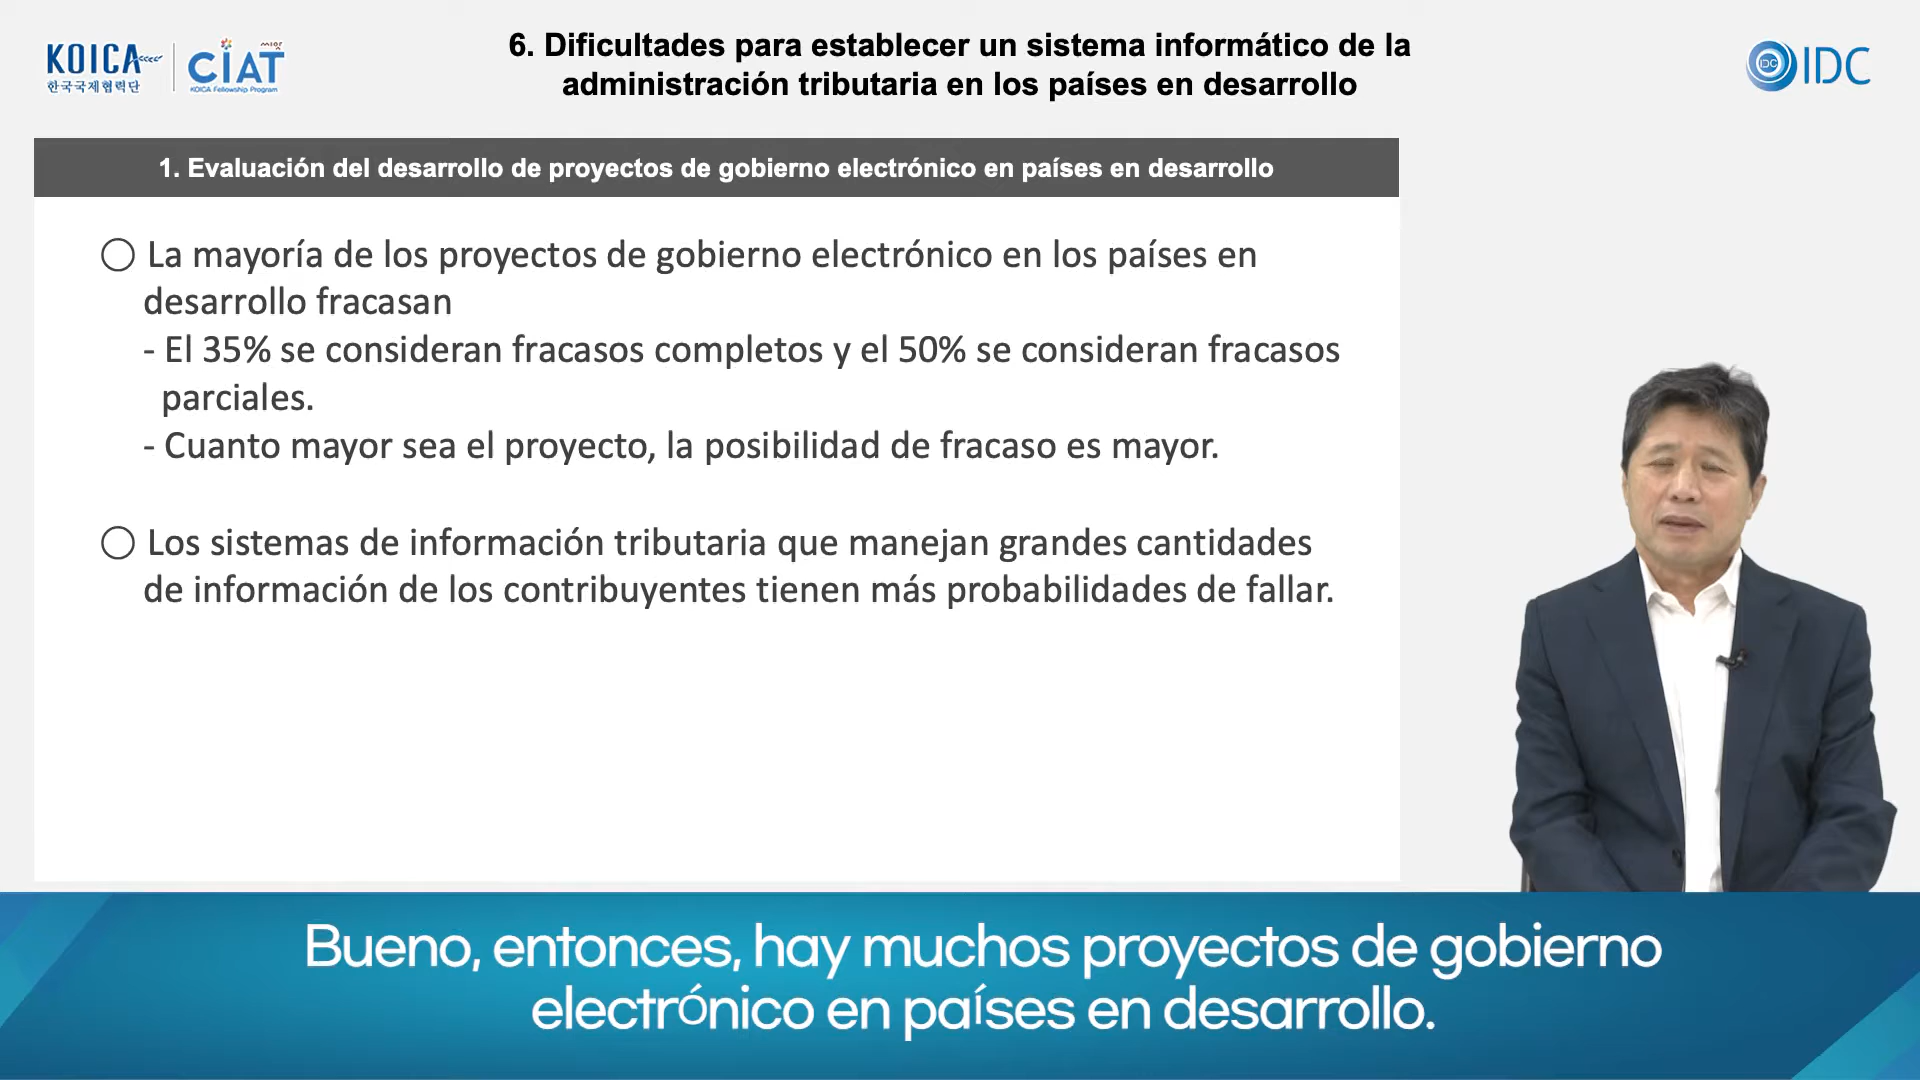 KOICA
한국국제협력단
CIAT
KOICA Fellowship Program
6. Dificultades para establecer un sistema informático de la
administración tributaria en los países en desarrollo
IDC
1. Evaluación del desarrollo de proyectos de gobierno electrónico en países en desarrollo
○ La mayoría de los proyectos de gobierno electrónico en los países en
desarrollo fracasan
- El 35% se consideran fracasos completos y el 50% se consideran fracasos
parciales.
- Cuanto mayor sea el proyecto, la posibilidad de fracaso es mayor.
○ Los sistemas de información tributaria que manejan grandes cantidades
de información de los contribuyentes tienen más probabilidades de fallar.
Bueno, entonces, hay muchos proyectos de gobierno
electrónico en países en desarrollo.